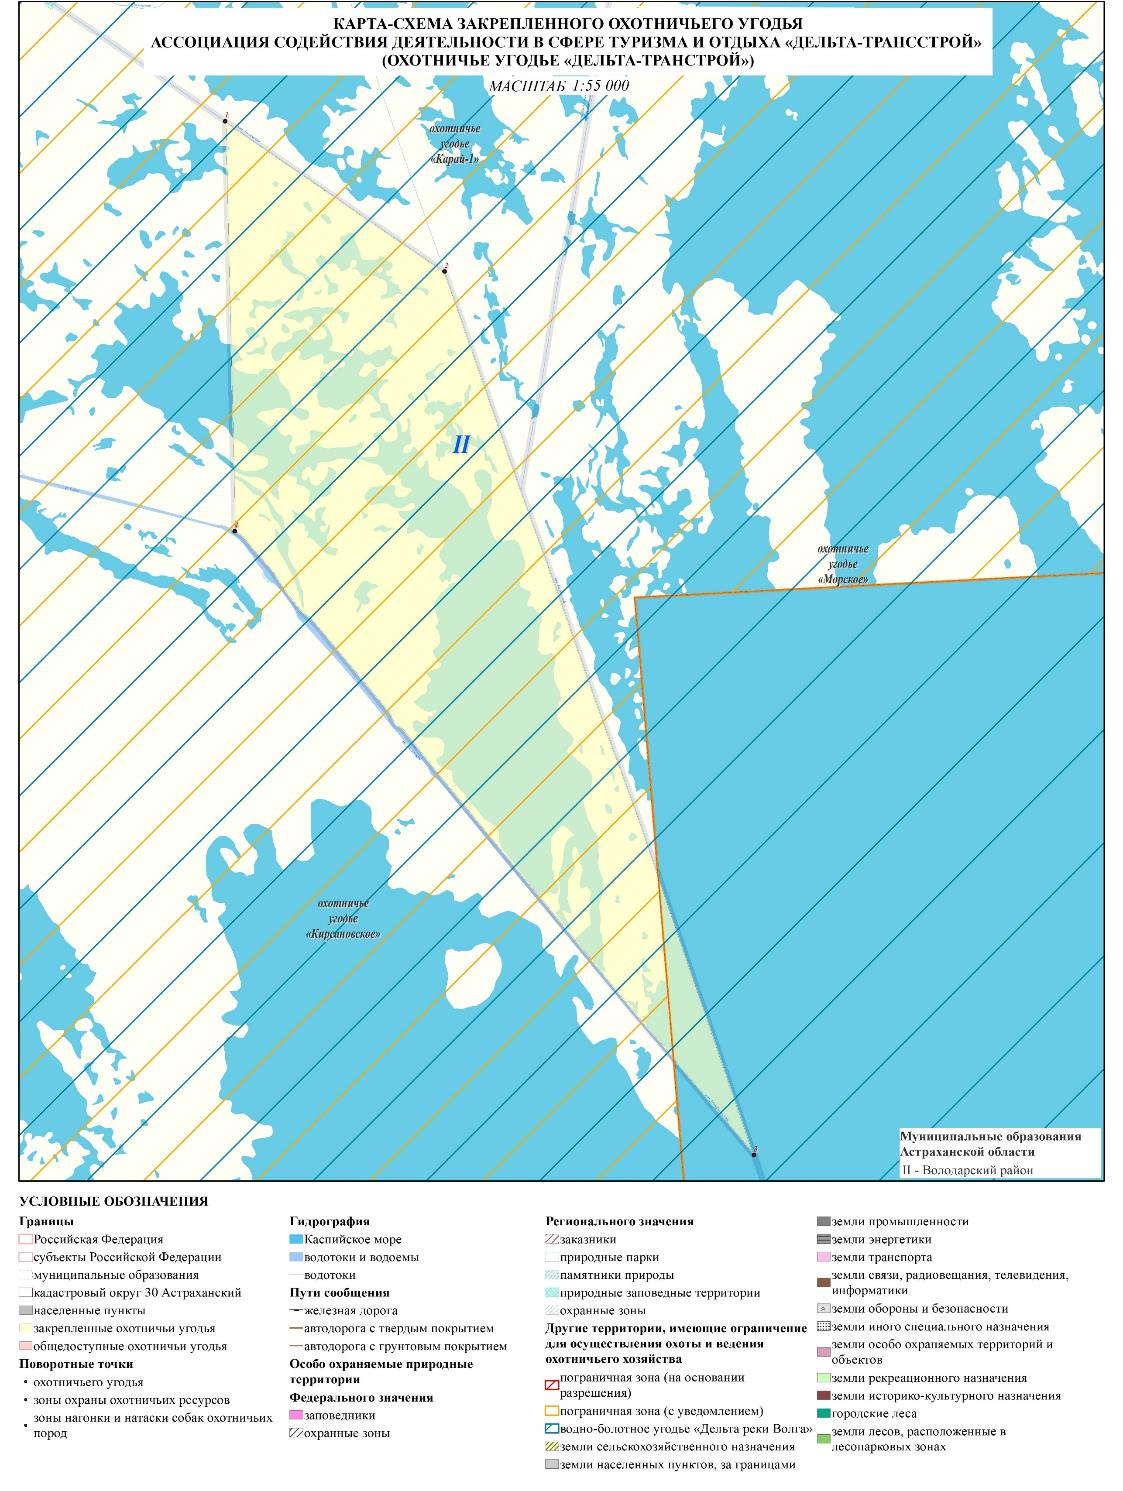 КАРТА-СХЕМА ЗАКРЕПЛЕННОГО ОХОТНИЧЬЕГО УГОДЬЯ
АССОЦИАЦИЯ СОДЕЙСТВИЯ ДЕЯТЕЛЬНОСТИ В СФЕРЕ ТУРИЗМА И ОТДЫХА «ДЕЛЬТА-ТРАНССТРОЙ»
(ОХОТНИЧЬЕ УГОДЬЕ «ДЕЛЬТА-ТРАНСТРОЙ»)
МАСШТАБ 1:55 000
1
охотничье
угодье
«Карай-1»
2
II
4
охотничье
угодье
«Морское»
охотничье
угодье
«Кирсановское»
3
Муниципальные образования
Астраханской области
II - Володарский район
УСЛОВНЫЕ ОБОЗНАЧЕНИЯ
Границы
Российская Федерация
субъекты Российской Федерации
муниципальные образования
кадастровый округ 30 Астраханский
населенные пункты
закрепленные охотничьи угодья
общедоступные охотничьи угодья
Поворотные точки
охотничьего угодья
зоны охраны охотничьих ресурсов
зоны нагонки и натаски собак охотничьих
пород
Гидрография
Каспийское море
водотоки и водоемы
водотоки
Пути сообщения
железная дорога
автодорога с твердым покрытием
автодорога с грунтовым покрытием
Особо охраняемые природные
территории
Федерального значения
заповедники
охранные зоны
Регионального значения
заказники
природные парки
памятники природы
природные заповедные территории
охранные зоны
Другие территории, имеющие ограничение
для осуществления охоты и ведения
охотничьего хозяйства
пограничная зона (на основании
разрешения)
пограничная зона (с уведомлением)
водно-болотное угодье «Дельта реки Волга»
земли сельскохозяйственного назначения
земли населенных пунктов, за границами
земли промышленности
земли энергетики
земли транспорта
земли связи, радиовещания, телевидения,
информатики
земли обороны и безопасности
земли иного специального назначения
земли особо охраняемых территорий и
объектов
земли рекреационного назначения
земли историко-культурного назначения
городские леса
земли лесов, расположенные в
лесопарковых зонах